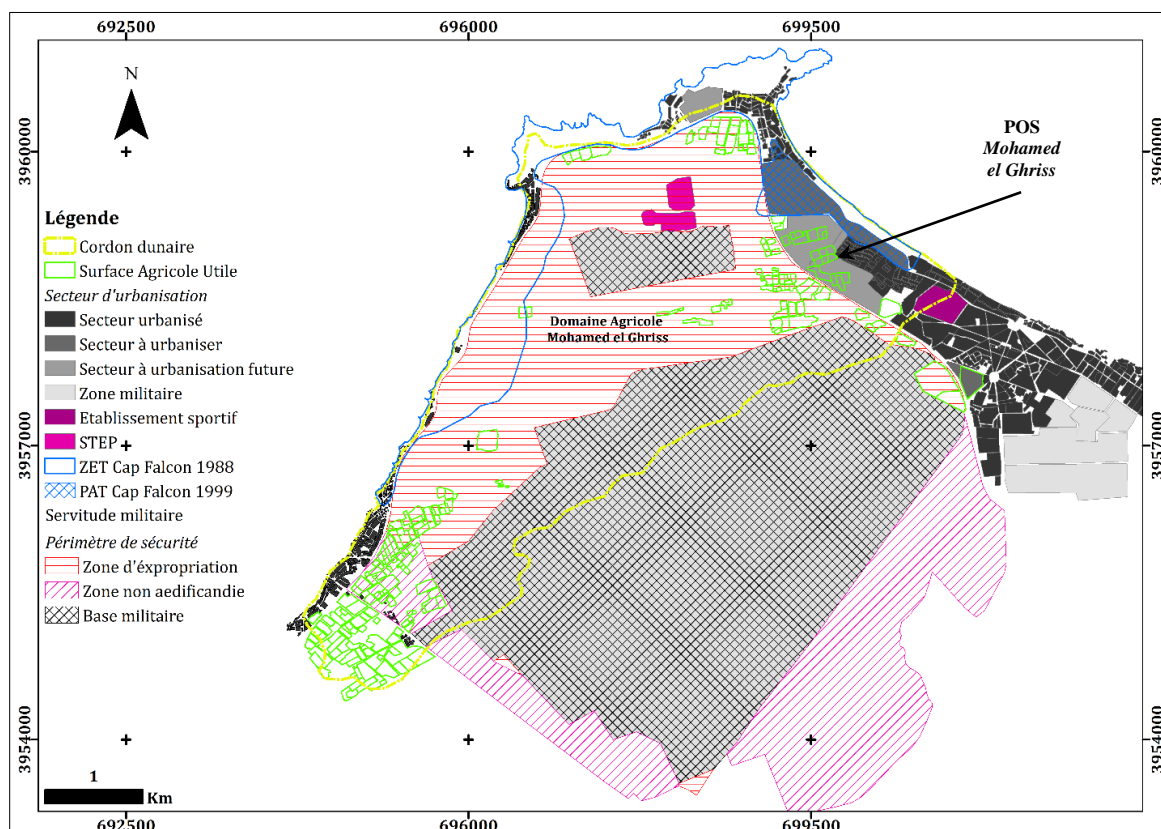 692500
696000
699500
N
3960000
3960000
POS
Mohamed
el Ghriss
Légende
Cordon dunaire
Surface Agricole Utile
Secteur d'urbanisation
Secteur urbanisé
Secteur à urbaniser
Secteur à urbanisation future
Zone militaire
Etablissement sportif
STEP
ZET Cap Falcon 1988
PAT Cap Falcon 1999
Servitude militaire
Périmètre de sécurité
Zone d'éxpropriation
Zone non aedificandie
Base militaire
Domaine Agricole
Mohamed el Ghriss
3957000
3957000
3954000
3954000
1
Km
692500
696000
699500